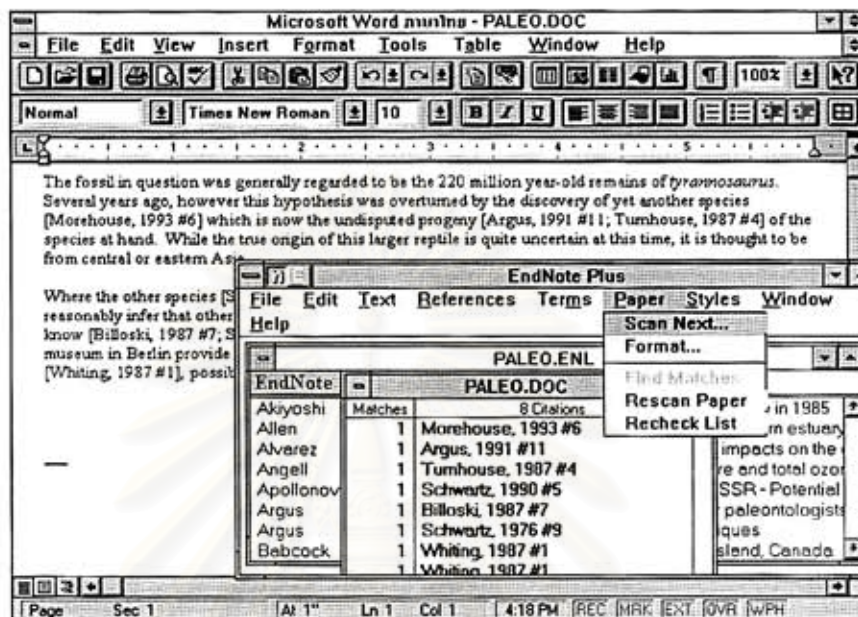 Microsoft Word ภาษาไทย - PALEO.DOC
File Edit View Insert Format Tools Table Window Help
100%
Normal Times New Roman 10 B I U
1 2 3 4 5
The fossil in question was generally regarded to be the 220 million year-old remains of tyrannosaurus.
Several years ago, however this hypothesis was overturned by the discovery of yet another species
[Morehouse, 1993 #6] which is now the undisputed progeny [Argus, 1991 #11; Turnhouse, 1987 #4] of the
species at hand. While the true origin of this larger reptile is quite uncertain at this time, it is thought to be
from central or eastern Asia
Where the other species [S
reasonably infer that other
know [Billoski, 1987 #7; S
museum in Berlin provide
[Whiting, 1987 #1], possib
EndNote Plus
File Edit Text References Terms Paper Styles Window
Help
Scan Next...
Format...
Find Matches
Rescan Paper
Recheck List
PALEO.ENL
EndNote
Akiyoshi
Allen
Alvarez
Angell
Apollonov
Argus
Argus
Babcock
PALEO.DOC
Matches 8 Citations
1 Morehouse, 1993 #6
1 Argus, 1991 #11
1 Turnhouse, 1987 #4
1 Schwartz, 1990 #5
1 Billoski, 1987 #7
1 Schwartz, 1976 #9
1 Whiting, 1987 #1
1 Whiting, 1987 #1
in 1985
rn estuary
impacts on the
re and total ozor
SSR - Potential
paleontologists
iques
sland, Canada
Page Sec 1 At 1" Ln 1 Col 1 4:18 PM REC MRK EXT OVR WPH